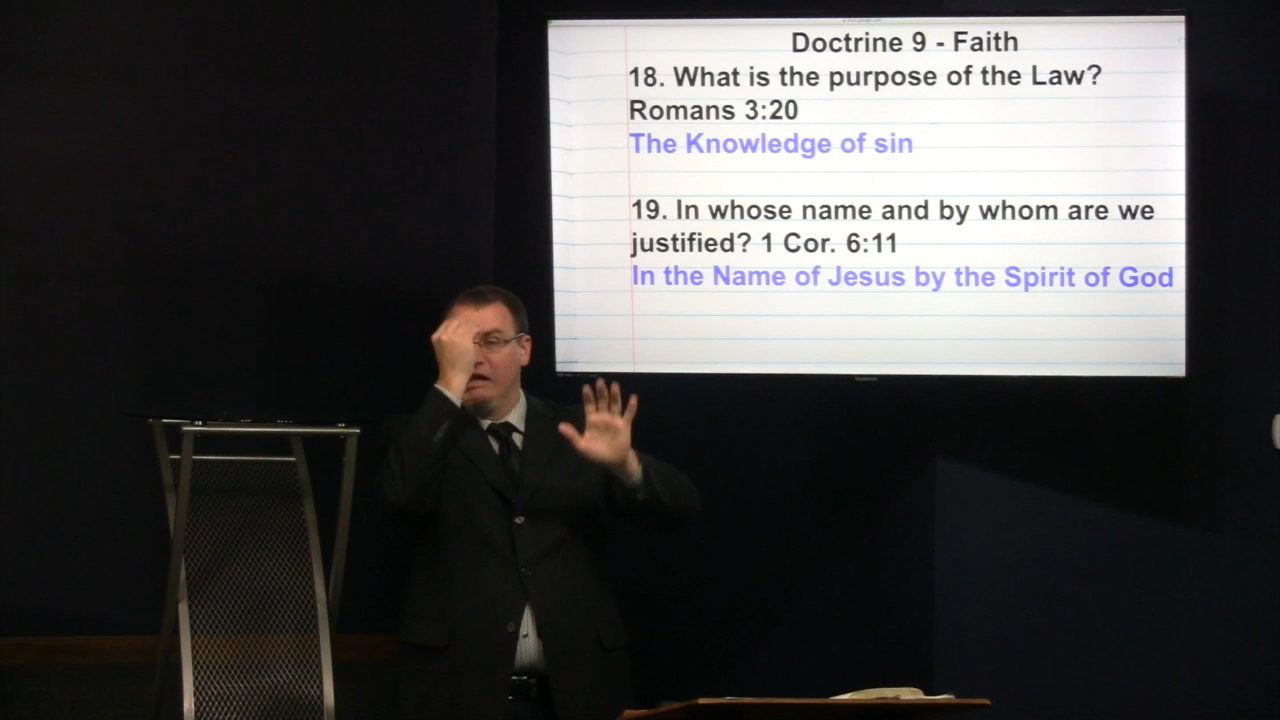 Doctrine 9 - Faith
18. What is the purpose of the Law?
Romans 3:20
The Knowledge of sin
19. In whose name and by whom are we
justified? 1 Cor. 6:11
In the Name of Jesus by the Spirit of God